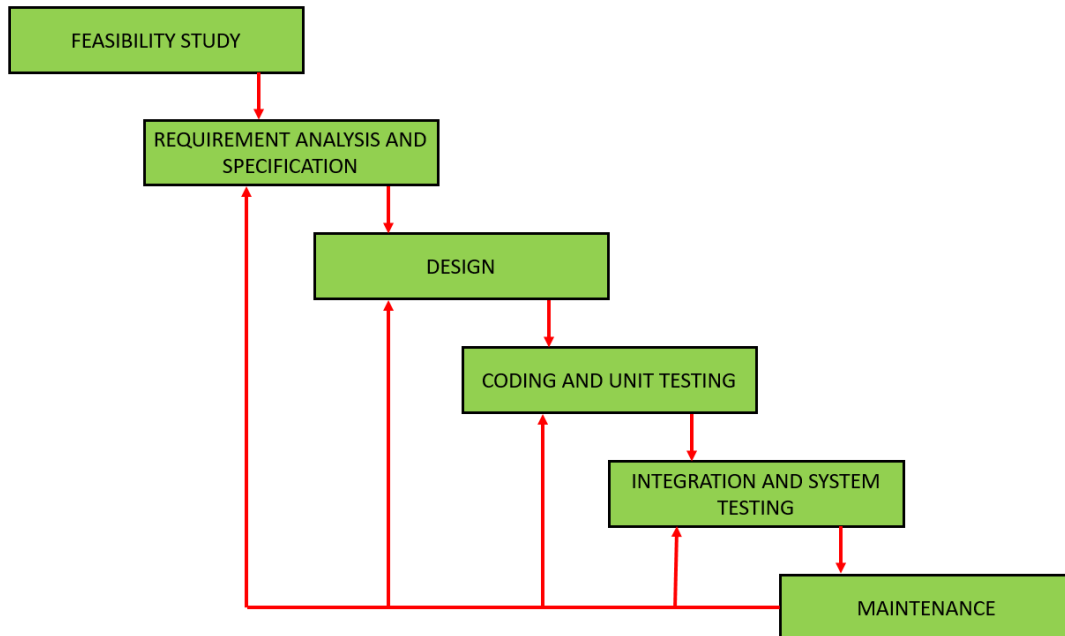 FEASIBILITY STUDY
REQUIREMENT ANALYSIS AND
SPECIFICATION
DESIGN
CODING AND UNIT TESTING
INTEGRATION AND SYSTEM
TESTING
MAINTENANCE